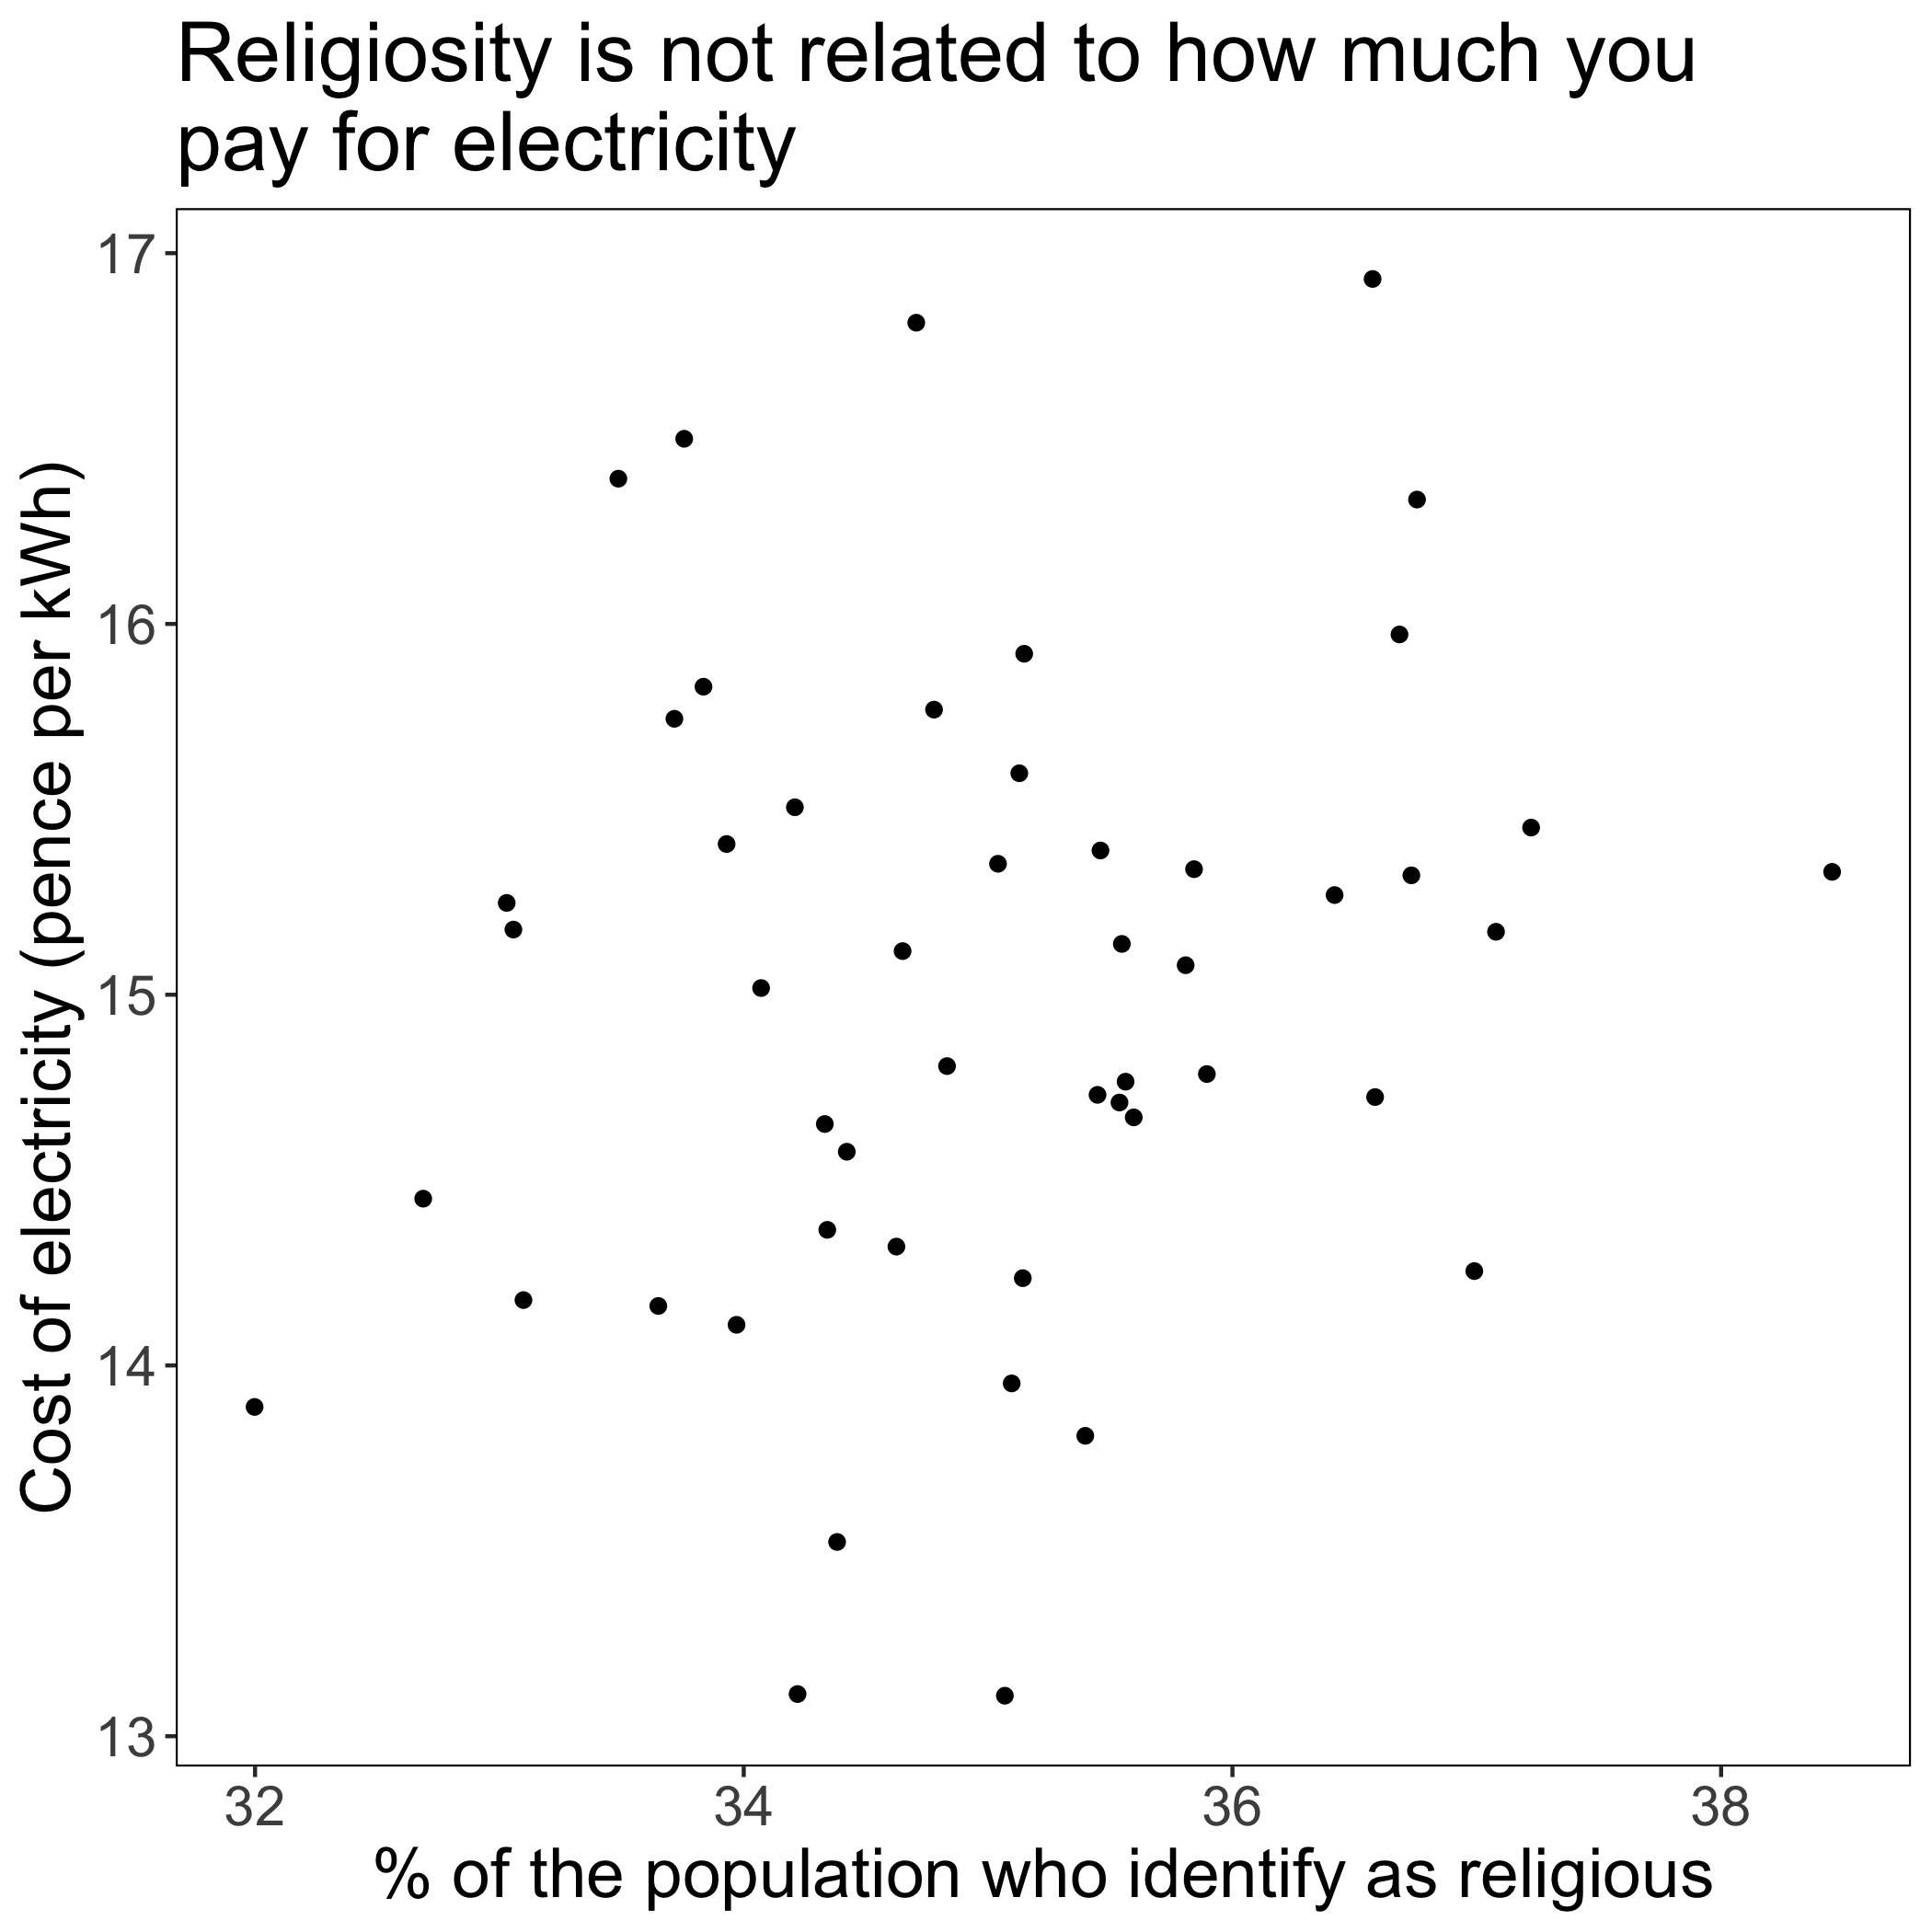 Religiosity is not related to how much you
pay for electricity
Cost of electricity (pence per kWh)
17
16
15
14
13
32
34
36
38
% of the population who identify as religious